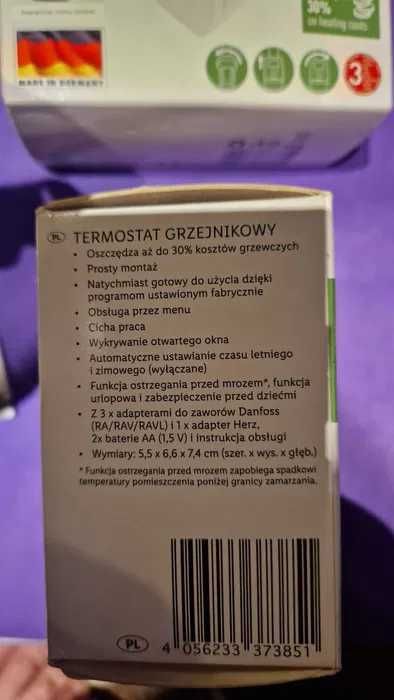 30%
on heating costs
MADE IN GERMANY
3
PL TERMOSTAT GRZEJNIKOWY
• Oszczędza aż do 30% kosztów grzewczych
• Prosty montaż
• Natychmiast gotowy do użycia dzięki
programom ustawionym fabrycznie
• Obsługa przez menu
• Cicha praca
• Wykrywanie otwartego okna
• Automatyczne ustawianie czasu letniego
i zimowego (wyłączane)
• Funkcja ostrzegania przed mrozem*, funkcja
urlopowa i zabezpieczenie przed dziećmi
• Z 3 x adapterami do zaworów Danfoss
(RA/RAV/RAVL) i 1 x adapter Herz,
2x baterie AA (1,5 V) i instrukcja obsługi
• Wymiary: 5,5 x 6,6 x 7,4 cm (szer. x wys. x głęb.)
* Funkcja ostrzegania przed mrozem zapobiega spadkowi
temperatury pomieszczenia poniżej granicy zamarzania.
PL
4 056233 373851